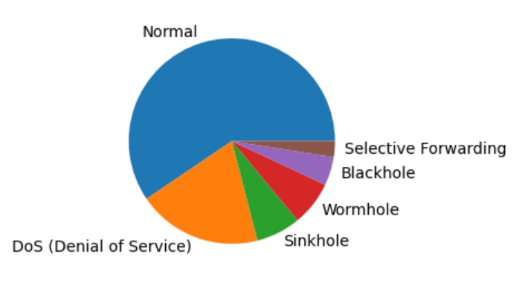 Normal
Selective Forwarding
Blackhole
Wormhole
Sinkhole
DoS (Denial of Service)